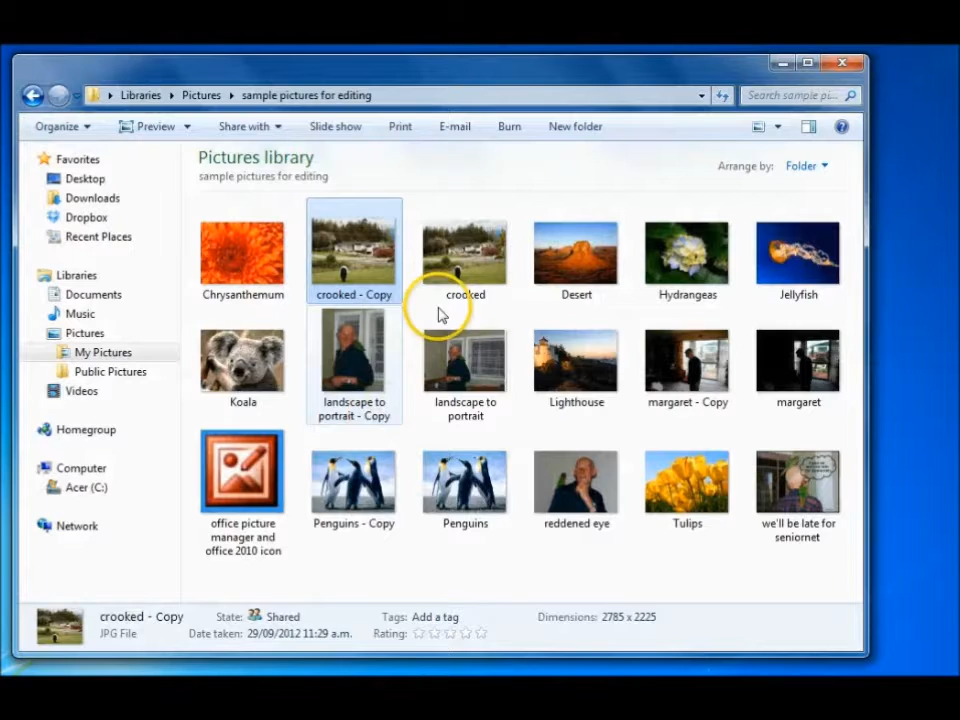 Libraries
Pictures
sample pictures for editing
Search sample pi...
Organize
Preview
Share with
Slide show
Print
E-mail
Burn
New folder
Favorites
Desktop
Downloads
Dropbox
Recent Places
Libraries
Documents
Music
Pictures
My Pictures
Public Pictures
Videos
Homegroup
Computer
Acer (C:)
Network
Pictures library
sample pictures for editing
Arrange by: Folder
Chrysanthemum
crooked - Copy
crooked
Desert
Hydrangeas
Jellyfish
Koala
landscape to
portrait - Copy
landscape to
portrait
Lighthouse
margaret - Copy
margaret
office picture
manager and
office 2010 icon
Penguins - Copy
Penguins
reddened eye
Tulips
we'll be late for
seniornet
crooked - Copy
JPG File
State: Shared
Date taken: 29/09/2012 11:29 a.m.
Tags: Add a tag
Rating:
Dimensions: 2785 x 2225